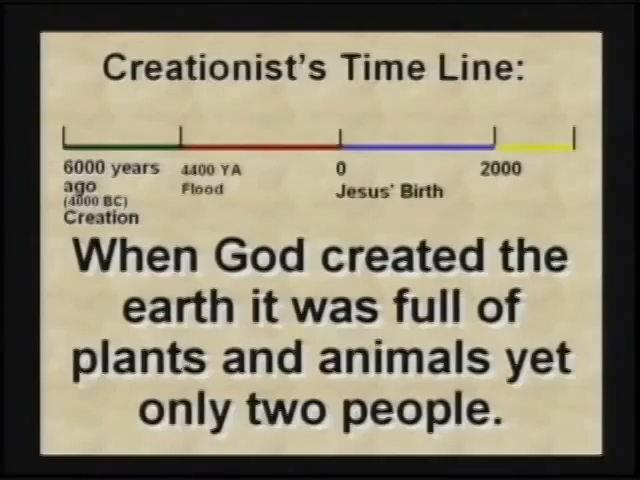 Creationist's Time Line:
6000 years 4400 YA 0 2000
ago Flood Jesus' Birth
(4000 BC)
Creation
When God created the
earth it was full of
plants and animals yet
only two people.